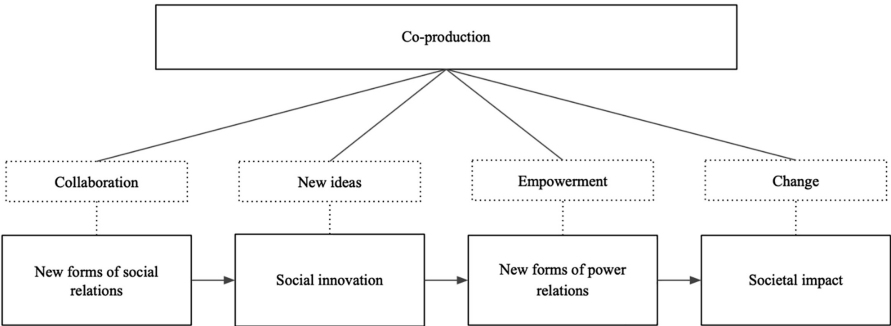 Co-production
Collaboration
New ideas
Empowerment
Change
New forms of social
relations
Social innovation
New forms of power
relations
Societal impact